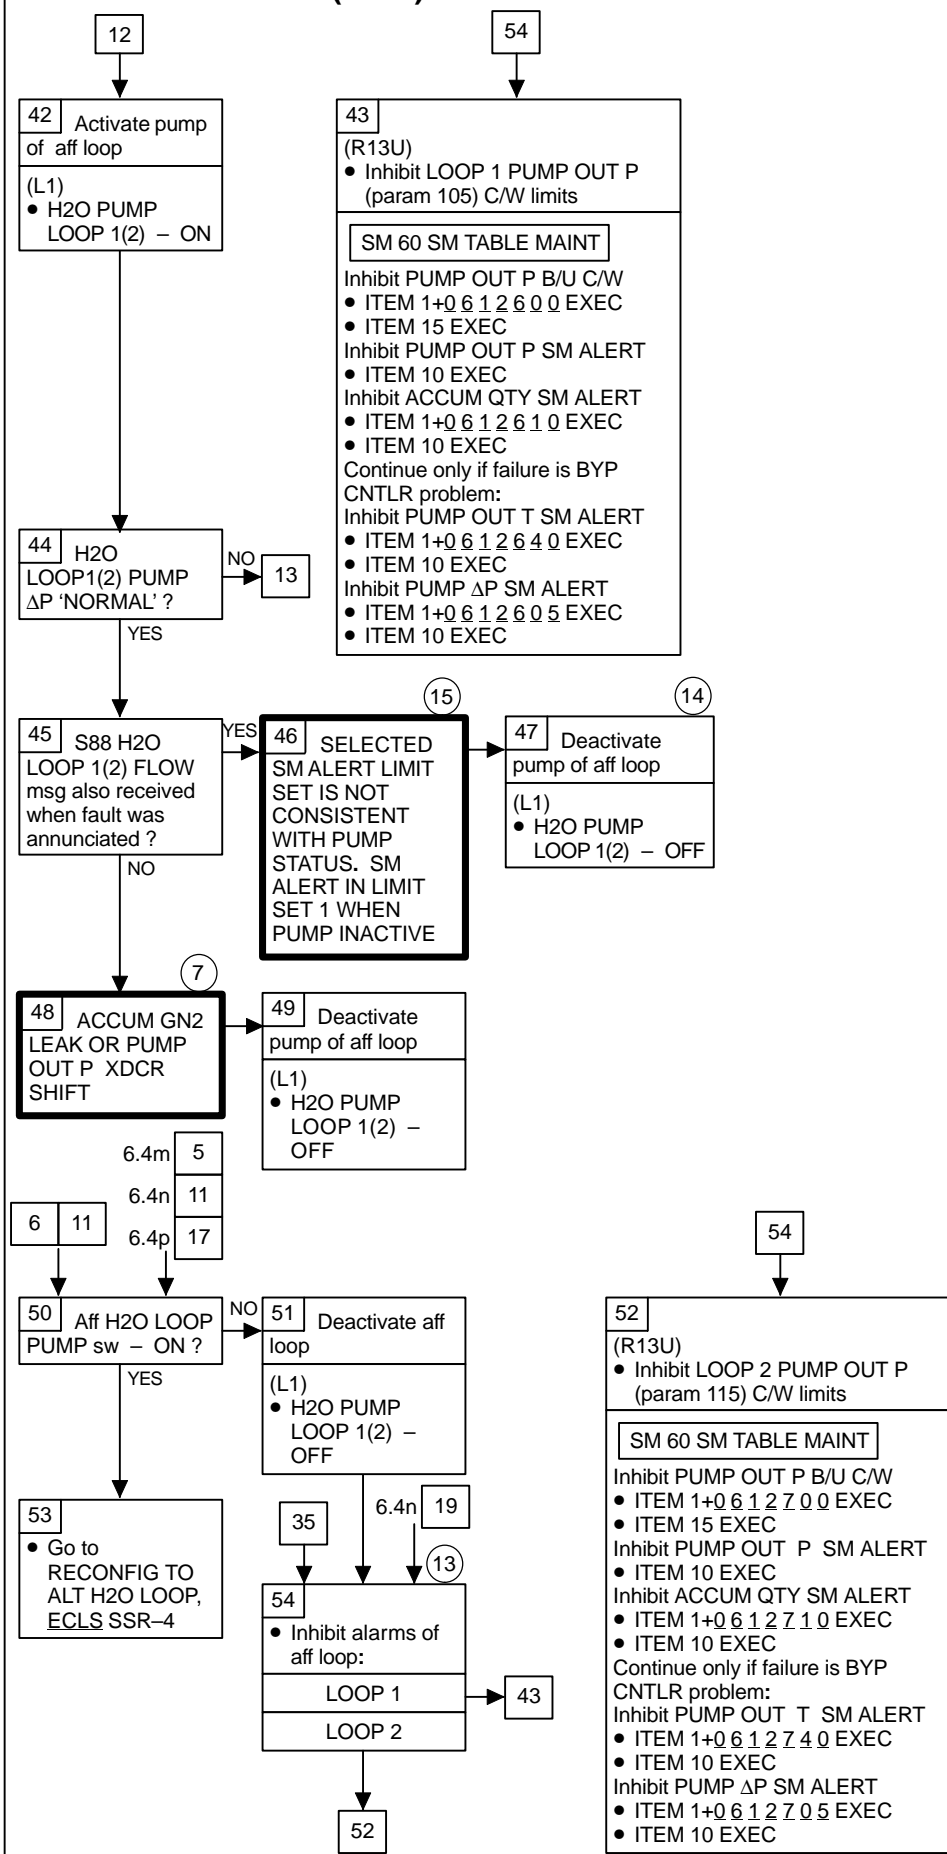 12
42 Activate pump
of aff loop
(L1)
• H2O PUMP
LOOP 1(2) – ON
54
43
(R13U)
• Inhibit LOOP 1 PUMP OUT P
(param 105) C/W limits
SM 60 SM TABLE MAINT
Inhibit PUMP OUT P B/U C/W
• ITEM 1+0 6 1 2 6 0 0 EXEC
• ITEM 15 EXEC
Inhibit PUMP OUT P SM ALERT
• ITEM 10 EXEC
Inhibit ACCUM QTY SM ALERT
• ITEM 1+0 6 1 2 6 1 0 EXEC
• ITEM 10 EXEC
Continue only if failure is BYP
CNTLR problem:
Inhibit PUMP OUT T SM ALERT
• ITEM 1+0 6 1 2 6 4 0 EXEC
• ITEM 10 EXEC
Inhibit PUMP ΔP SM ALERT
• ITEM 1+0 6 1 2 6 0 5 EXEC
• ITEM 10 EXEC
44 H2O
LOOP1(2) PUMP
ΔP ‘NORMAL’ ?
NO
13
YES
45 S88 H2O
LOOP 1(2) FLOW
msg also received
when fault was
annunciated ?
YES
NO
15
46 SELECTED
SM ALERT LIMIT
SET IS NOT
CONSISTENT
WITH PUMP
STATUS. SM
ALERT IN LIMIT
SET 1 WHEN
PUMP INACTIVE
14
47 Deactivate
pump of aff loop
(L1)
• H2O PUMP
LOOP 1(2) – OFF
7
48 ACCUM GN2
LEAK OR PUMP
OUT P XDCR
SHIFT
49 Deactivate
pump of aff loop
(L1)
• H2O PUMP
LOOP 1(2) –
OFF
6.4m 5
6.4n 11
6.4p 17
6 11
50 Aff H2O LOOP
PUMP sw – ON ?
NO
YES
51 Deactivate aff
loop
(L1)
• H2O PUMP
LOOP 1(2) –
OFF
53
• Go to
RECONFIG TO
ALT H2O LOOP,
ECLS SSR–4
35
6.4n 19
13
54
• Inhibit alarms of
aff loop:
LOOP 1
43
LOOP 2
52
54
52
(R13U)
• Inhibit LOOP 2 PUMP OUT P
(param 115) C/W limits
SM 60 SM TABLE MAINT
Inhibit PUMP OUT P B/U C/W
• ITEM 1+0 6 1 2 7 0 0 EXEC
• ITEM 15 EXEC
Inhibit PUMP OUT P SM ALERT
• ITEM 10 EXEC
Inhibit ACCUM QTY SM ALERT
• ITEM 1+0 6 1 2 7 1 0 EXEC
• ITEM 10 EXEC
Continue only if failure is BYP
CNTLR problem:
Inhibit PUMP OUT T SM ALERT
• ITEM 1+0 6 1 2 7 4 0 EXEC
• ITEM 10 EXEC
Inhibit PUMP ΔP SM ALERT
• ITEM 1+0 6 1 2 7 0 5 EXEC
• ITEM 10 EXEC